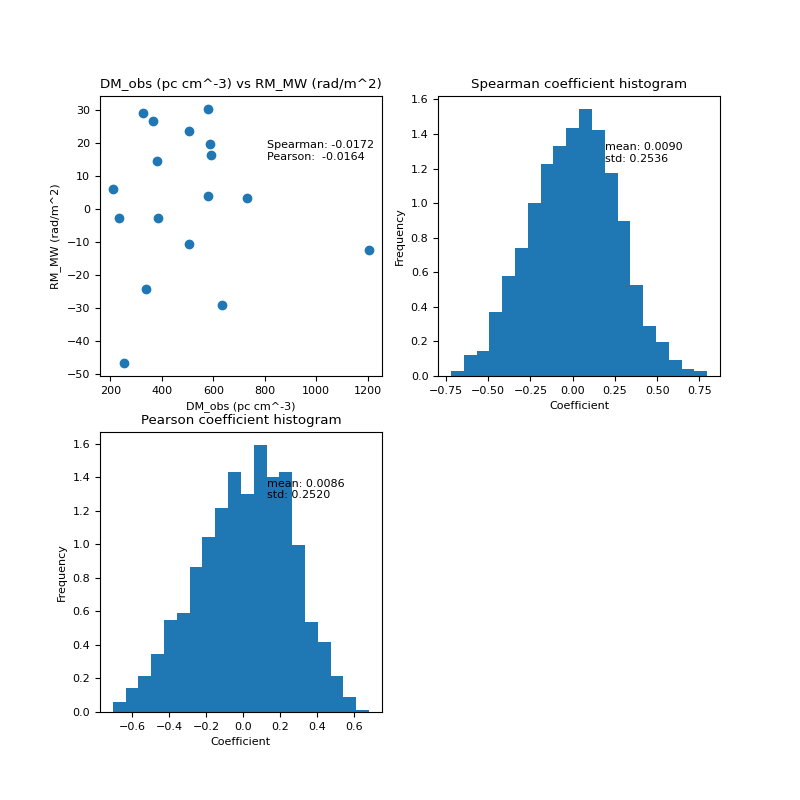 DM_obs (pc cm^-3) vs RM_MW (rad/m^2)
30
20
10
0
−10
−20
−30
−40
−50
RM_MW (rad/m^2)
Spearman: -0.0172
Pearson:  -0.0164
200 400 600 800 1000 1200
DM_obs (pc cm^-3)
Spearman coefficient histogram
1.6
1.4
1.2
1.0
0.8
0.6
0.4
0.2
0.0
Frequency
mean: 0.0090
std: 0.2536
−0.75 −0.50 −0.25 0.00 0.25 0.50 0.75
Coefficient
Pearson coefficient histogram
1.6
1.4
1.2
1.0
0.8
0.6
0.4
0.2
0.0
Frequency
mean: 0.0086
std: 0.2520
−0.6 −0.4 −0.2 0.0 0.2 0.4 0.6
Coefficient